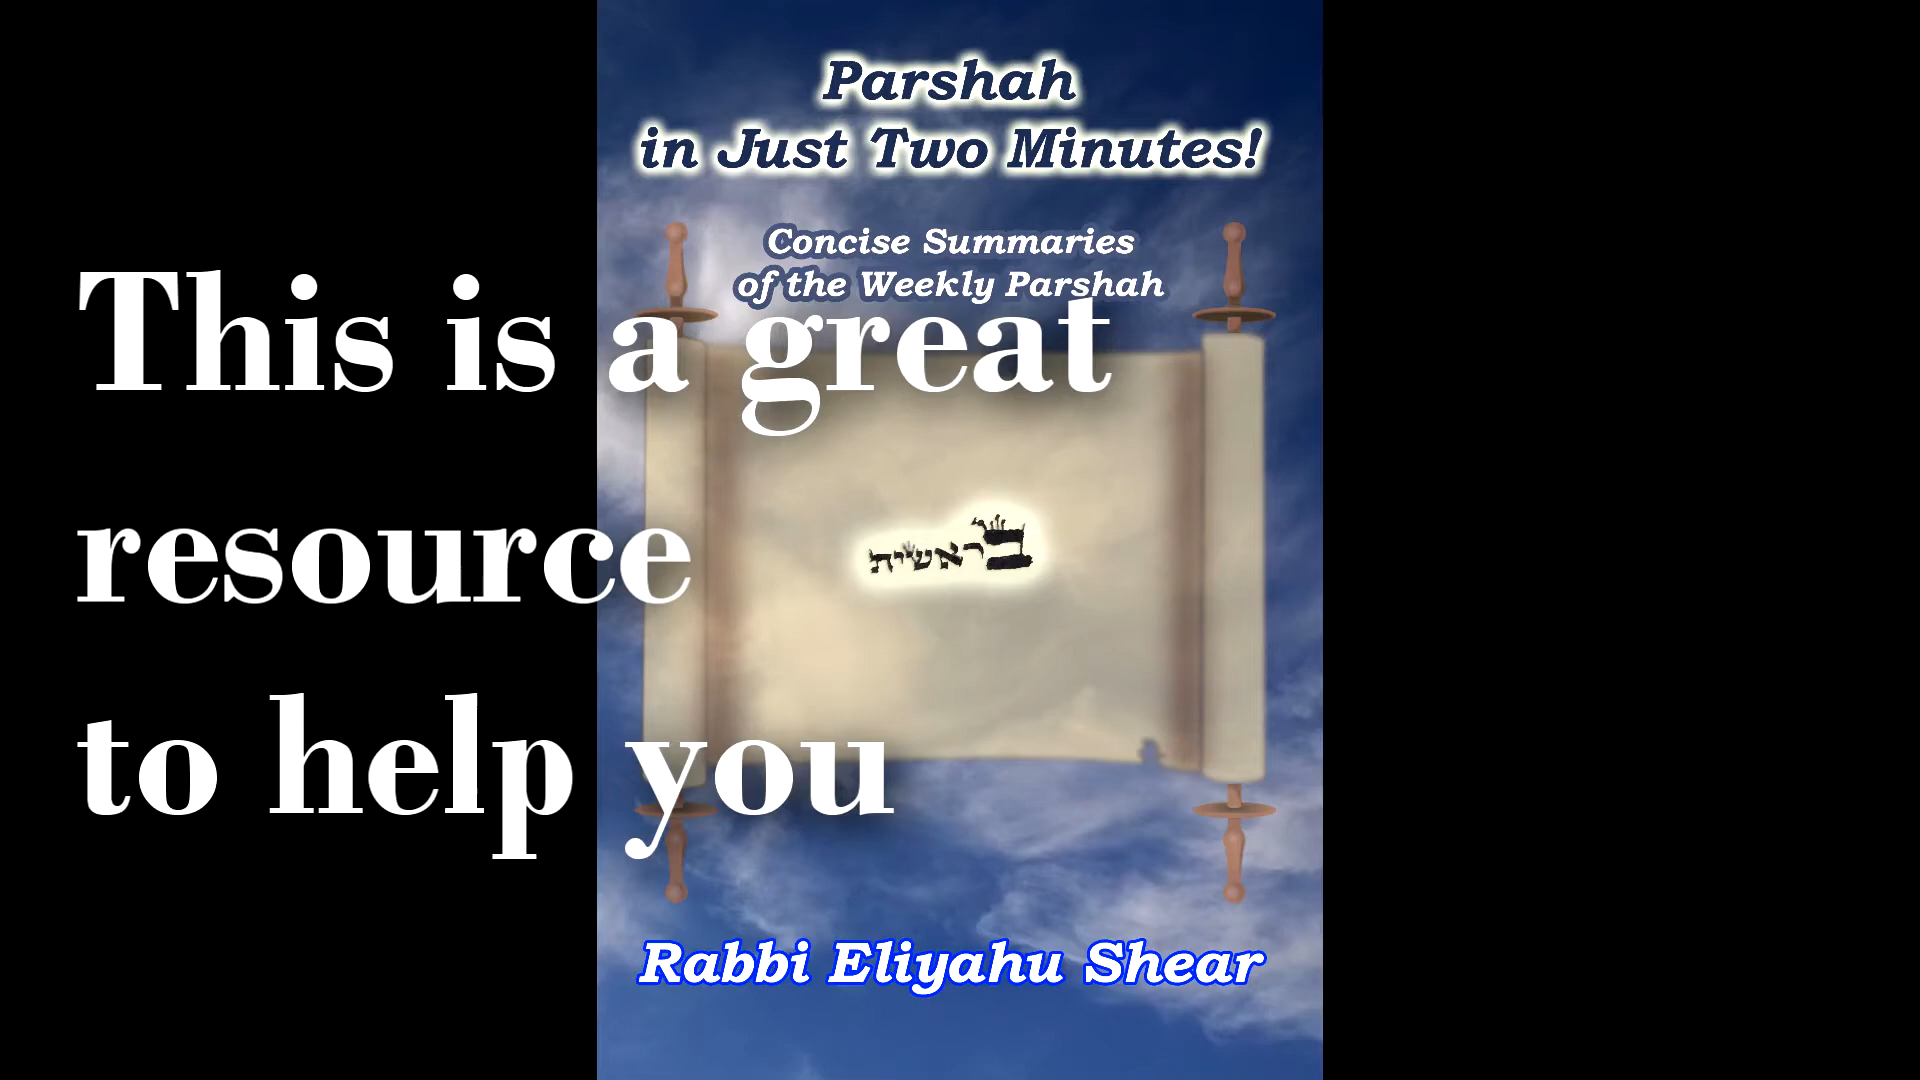 Parshah
in Just Two Minutes!
Concise Summaries
of the Weekly Parshah
This is a great
resource
to help you
בראשית
Rabbi Eliyahu Shear